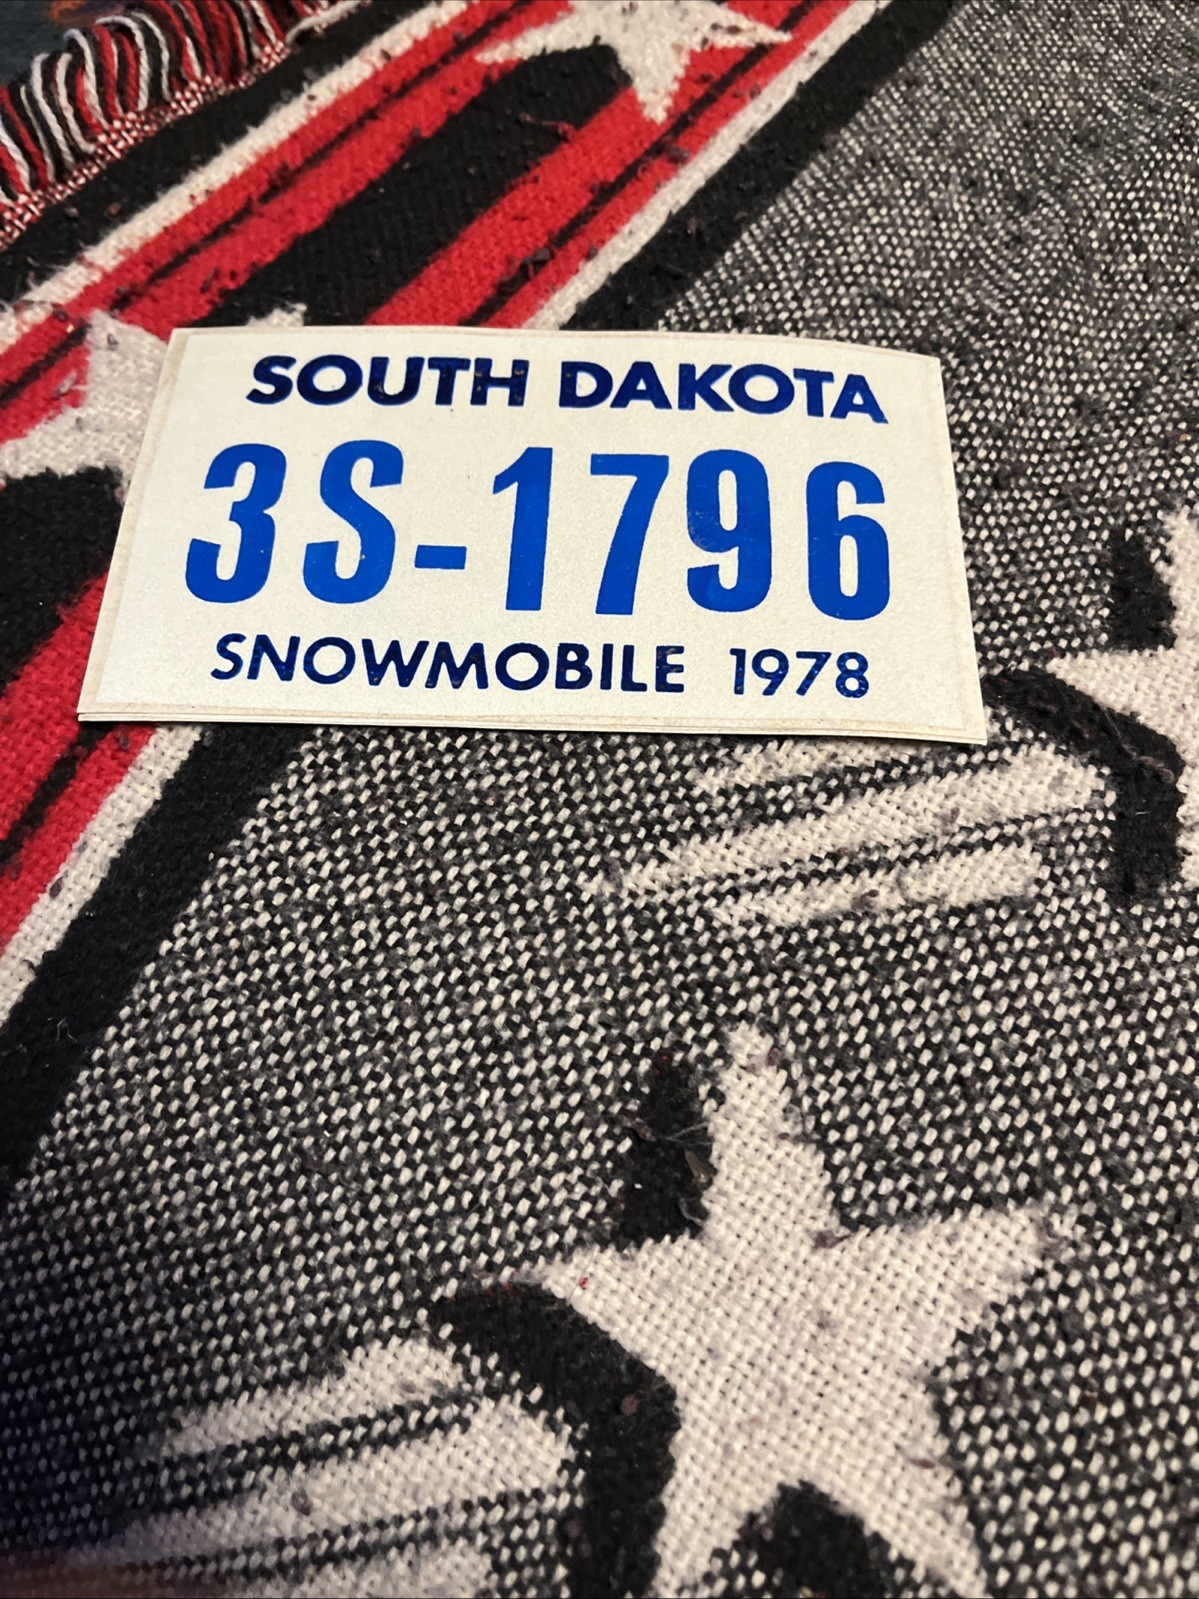 SOUTH DAKOTA
3S-1796
SNOWMOBILE 1978